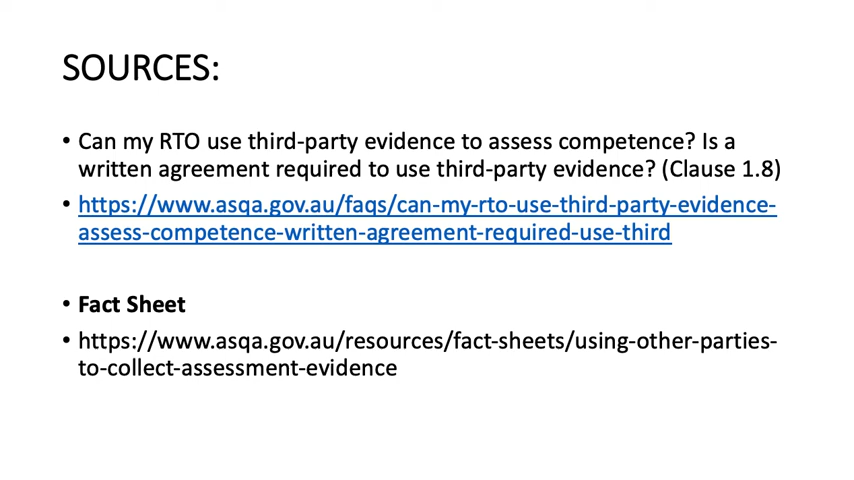 SOURCES:
• Can my RTO use third-party evidence to assess competence? Is a
written agreement required to use third-party evidence? (Clause 1.8)
• https://www.asqa.gov.au/faqs/can-my-rto-use-third-party-evidence-
assess-competence-written-agreement-required-use-third
• Fact Sheet
• https://www.asqa.gov.au/resources/fact-sheets/using-other-parties-
to-collect-assessment-evidence